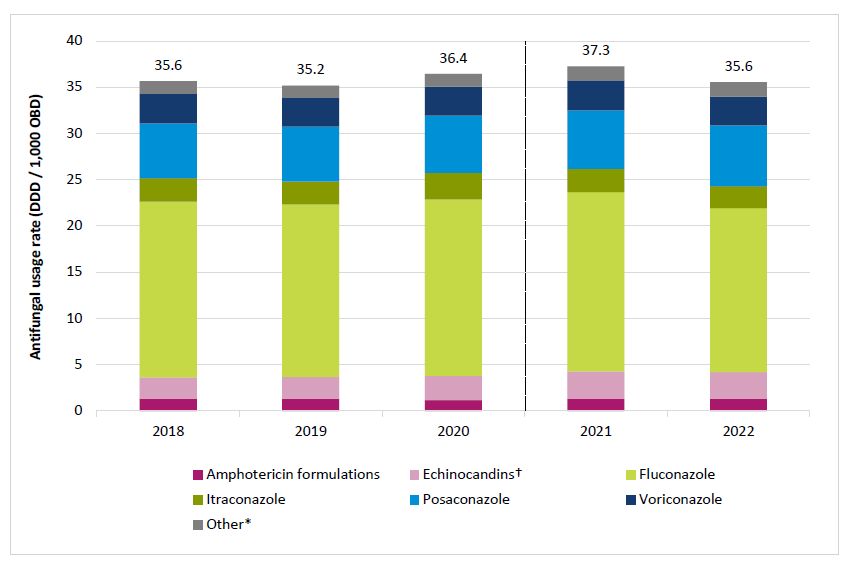 Antifungal usage rate (DDD / 1,000 OBD)
40
35
30
25
20
15
10
5
0
35.6
35.2
36.4
37.3
35.6
2018
2019
2020
2021
2022
Amphotericin formulations
Echinocandins†
Fluconazole
Itraconazole
Posaconazole
Voriconazole
Other*